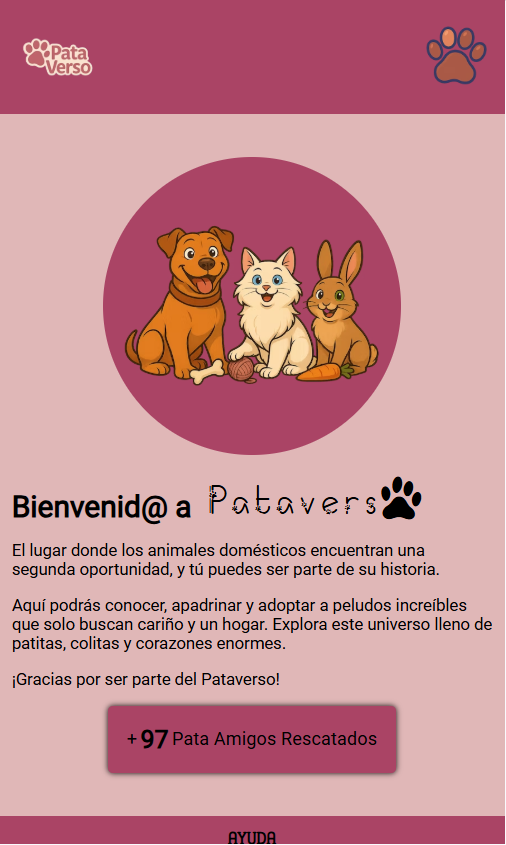 Pata
Verso
Bienvenid@ a Patavers
El lugar donde los animales domésticos encuentran una
segunda oportunidad, y tú puedes ser parte de su historia.
Aquí podrás conocer, apadrinar y adoptar a peludos increíbles
que solo buscan cariño y un hogar. Explora este universo lleno de
patitas, colitas y corazones enormes.
¡Gracias por ser parte del Pataverso!
+ 97 Pata Amigos Rescatados
AYUDA